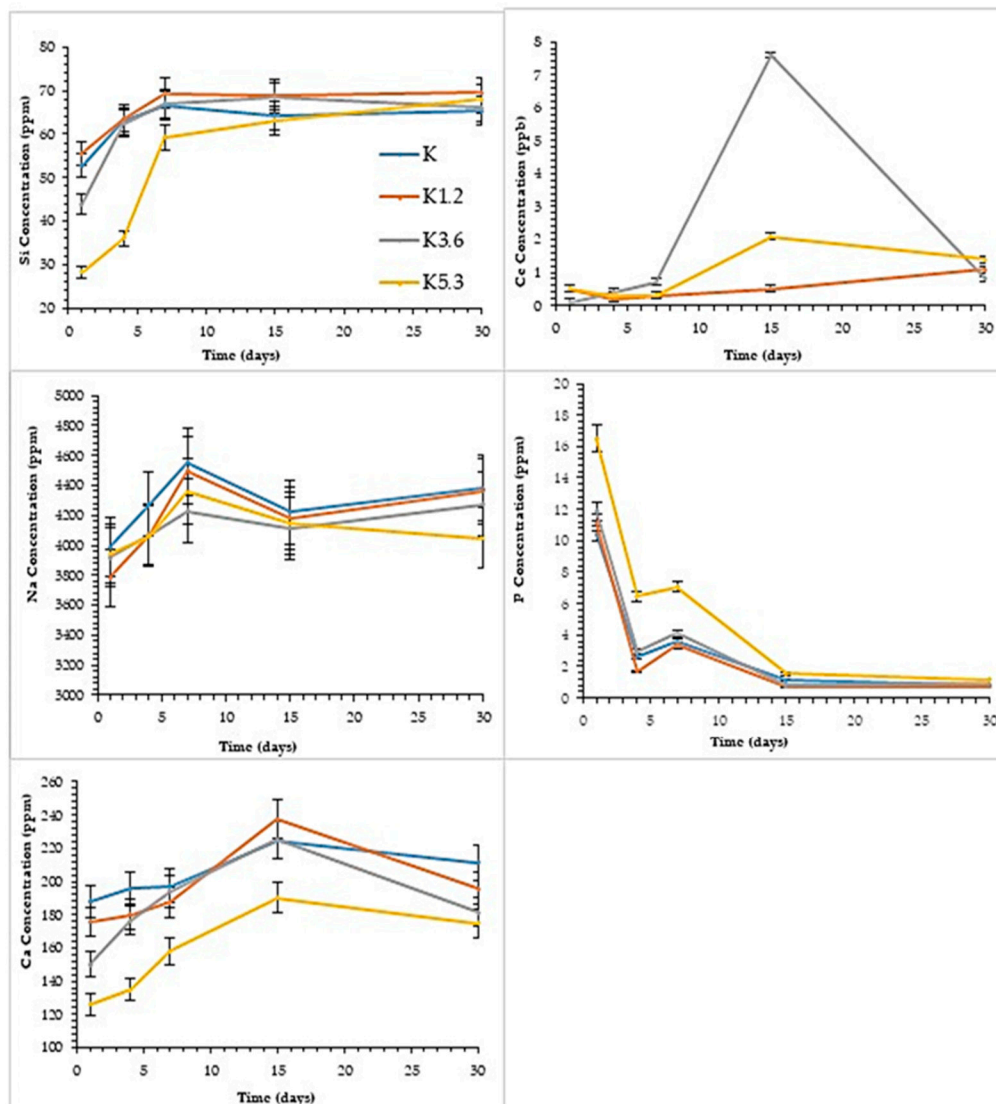 80
70
60
50
40
30
20
Si Concentration (ppm)
K
K1.2
K3.6
K5.3
0 5 10 15 20 25 30
Time (days)
8
7
6
5
4
3
2
1
0
Ce Concentration (ppb)
0 5 10 15 20 25 30
Time (days)
5000
4800
4600
4400
4200
4000
3800
3600
3400
3200
3000
Na Concentration (ppm)
0 5 10 15 20 25 30
Time (days)
20
18
16
14
12
10
8
6
4
2
0
P Concentration (ppm)
0 5 10 15 20 25 30
Time (days)
260
240
220
200
180
160
140
120
100
Ca Concentration (ppm)
0 5 10 15 20 25 30
Time (days)